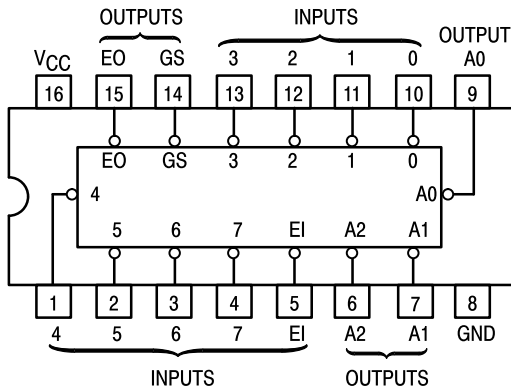 OUTPUTS INPUTS OUTPUT
V_CC EO GS 3 2 1 0 A0
16 15 14 13 12 11 10 9
EO GS 3 2 1 0
4 A0
5 6 7 EI A2 A1
1 2 3 4 5 6 7 8
4 5 6 7 EI A2 A1 GND
INPUTS OUTPUTS